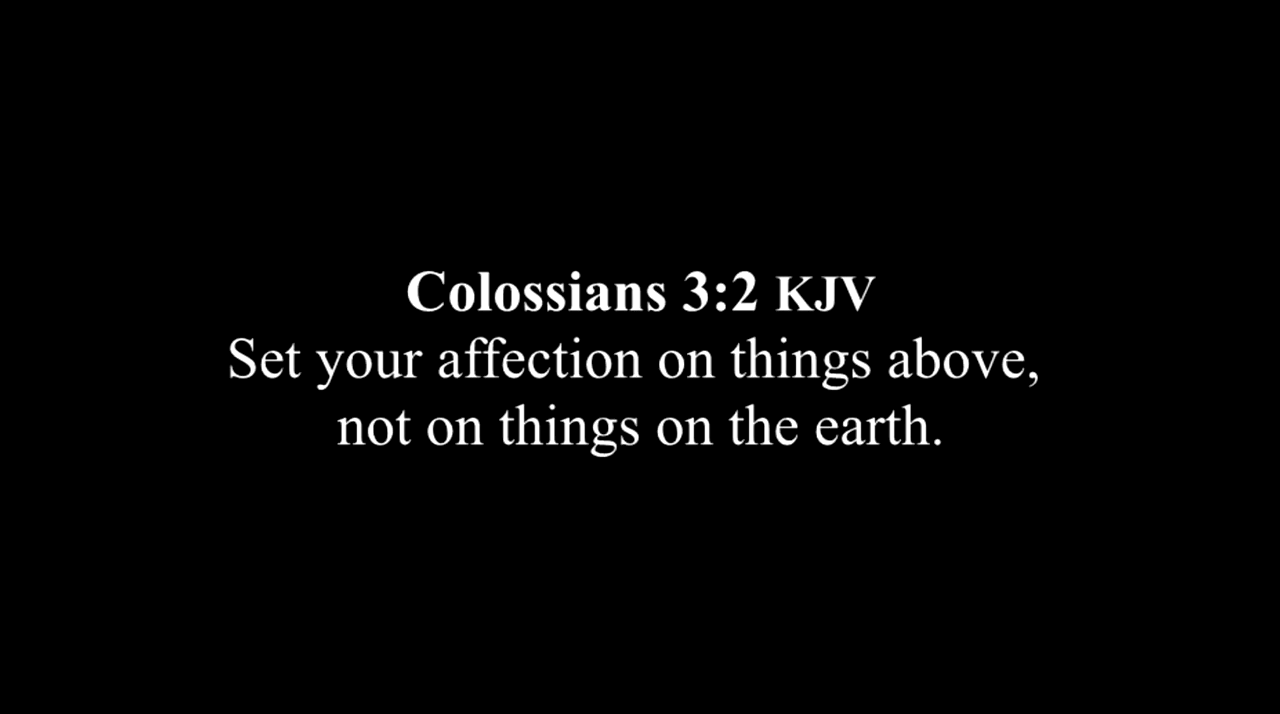 Colossians 3:2 KJV
Set your affection on things above,
not on things on the earth.